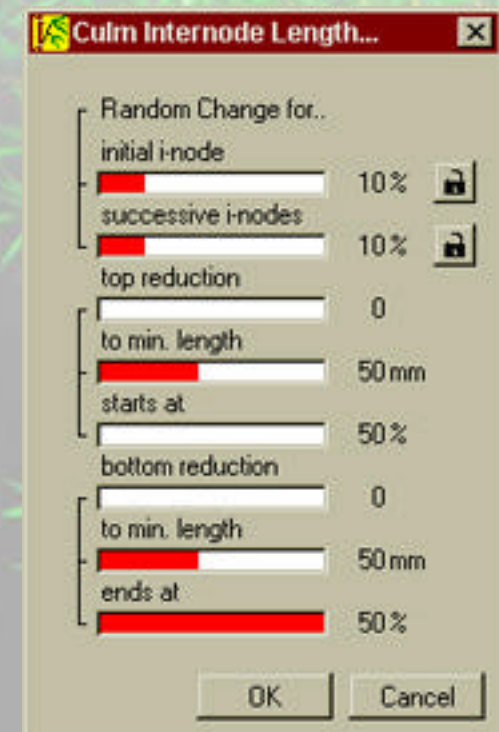 Culm Internode Length...
Random Change for..
initial i-node
10%
successive i-nodes
10%
top reduction
0
to min. length
50 mm
starts at
50%
bottom reduction
0
to min. length
50 mm
ends at
50%
OK Cancel